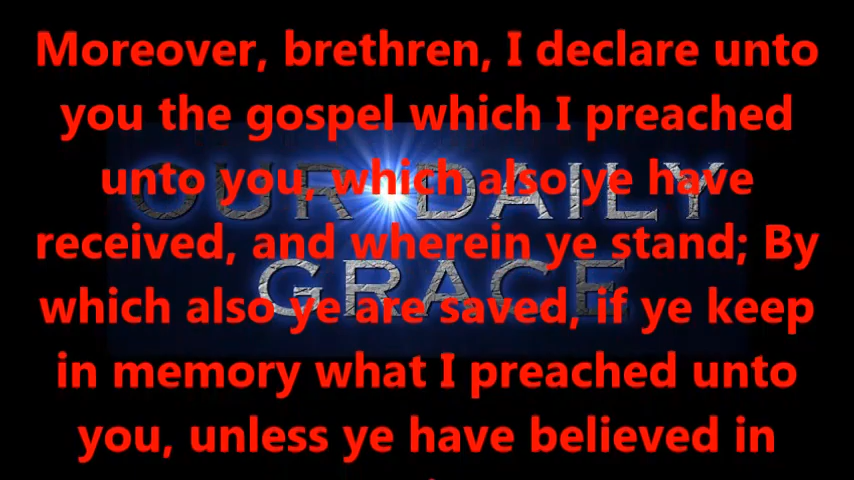 Moreover, brethren, I declare unto
you the gospel which I preached
unto you, which also ye have
received, and wherein ye stand; By
which also ye are saved, if ye keep
in memory what I preached unto
you, unless ye have believed in
OUR DAILY
GRACE